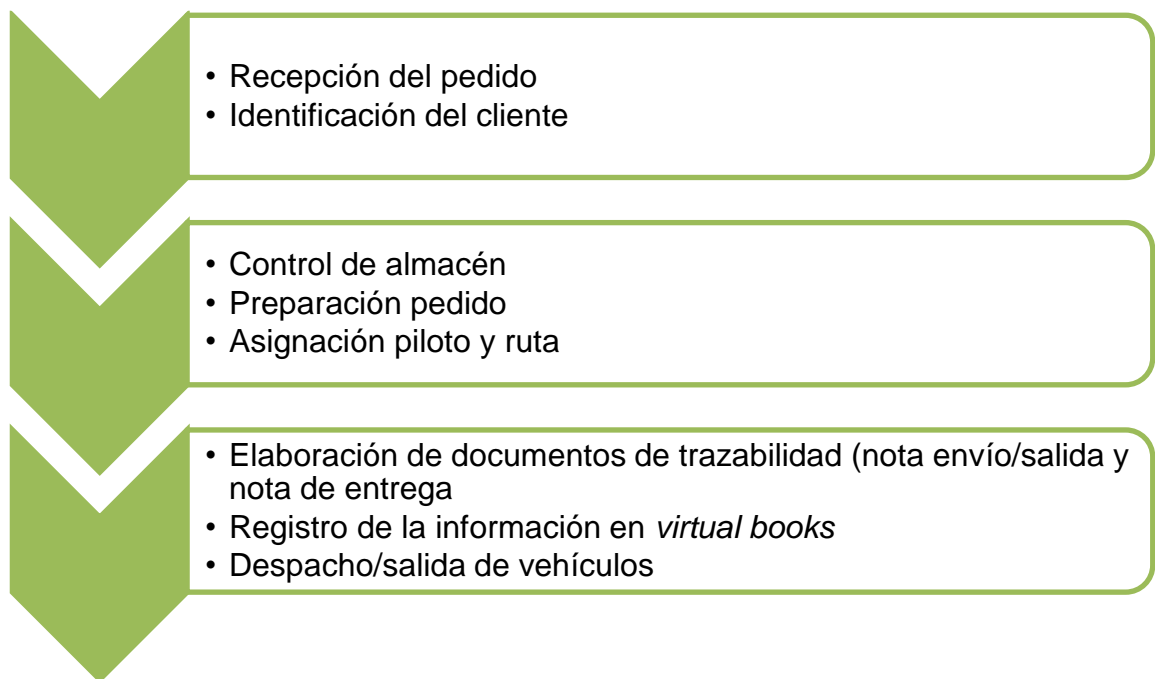 • Recepción del pedido
• Identificación del cliente
• Control de almacén
• Preparación pedido
• Asignación piloto y ruta
• Elaboración de documentos de trazabilidad (nota envío/salida y
nota de entrega
• Registro de la información en virtual books
• Despacho/salida de vehículos